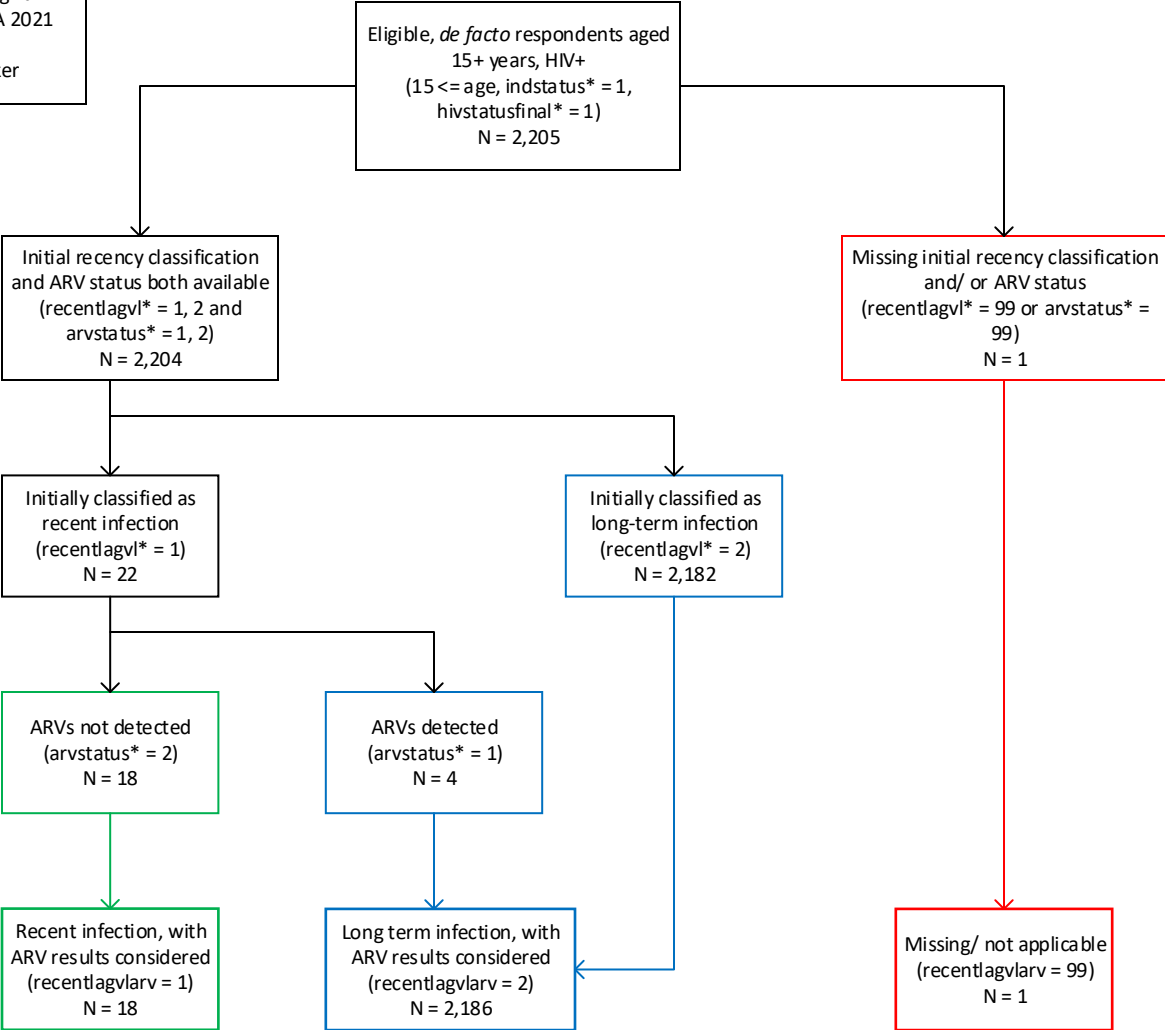 A 2021
Eligible, de facto respondents aged
15+ years, HIV+
(15 <= age, indstatus* = 1,
hivstatusfinal* = 1)
N = 2,205
Initial recency classification
and ARV status both available
(recentlagvl* = 1, 2 and
arvstatus* = 1, 2)
N = 2,204
Missing initial recency classification
and/ or ARV status
(recentlagvl* = 99 or arvstatus* =
99)
N = 1
Initially classified as
recent infection
(recentlagvl* = 1)
N = 22
Initially classified as
long-term infection
(recentlagvl* = 2)
N = 2,182
ARVs not detected
(arvstatus* = 2)
N = 18
ARVs detected
(arvstatus* = 1)
N = 4
Recent infection, with
ARV results considered
(recentlagvlarv = 1)
N = 18
Long term infection, with
ARV results considered
(recentlagvlarv = 2)
N = 2,186
Missing/ not applicable
(recentlagvlarv = 99)
N = 1